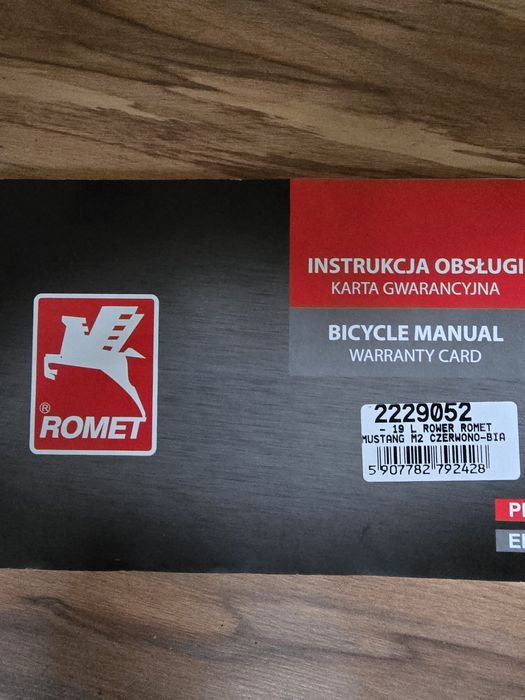 INSTRUKCJA OBSŁUGI
KARTA GWARANCYJNA
BICYCLE MANUAL
WARRANTY CARD
® ROMET
2229052
- 19 L ROWER ROMET
MUSTANG M2 CZERWONO-BIA
5 907782 792428